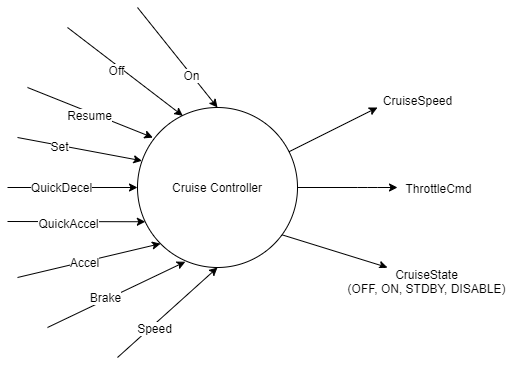 On
Off
Resume
Set
QuickDecel
QuickAccel
Accel
Brake
Speed
Cruise Controller
CruiseSpeed
ThrottleCmd
CruiseState
(OFF, ON, STDBY, DISABLE)